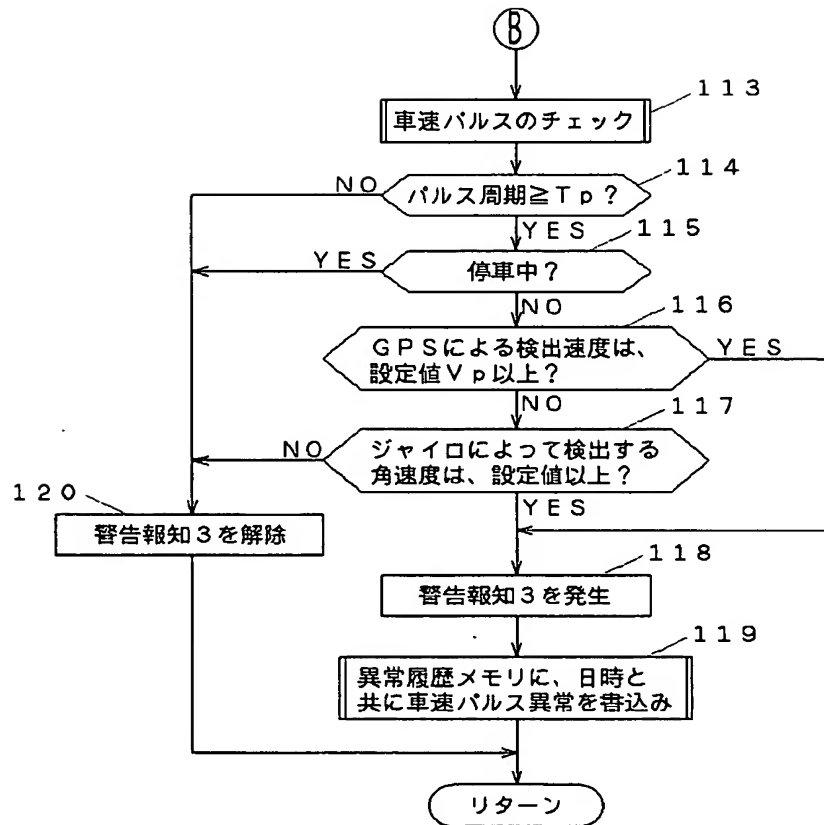 B
113
車速パルスのチェック
114
NO
パルス周期≧Tp?
YES
115
YES
停車中?
NO
116
GPSによる検出速度は、
設定値Vp以上?
YES
NO
117
NO
ジャイロによって検出する
角速度は、設定値以上?
YES
120
警告報知3を解除
118
警告報知3を発生
119
異常履歴メモリに、日時と
共に車速パルス異常を書込み
リターン